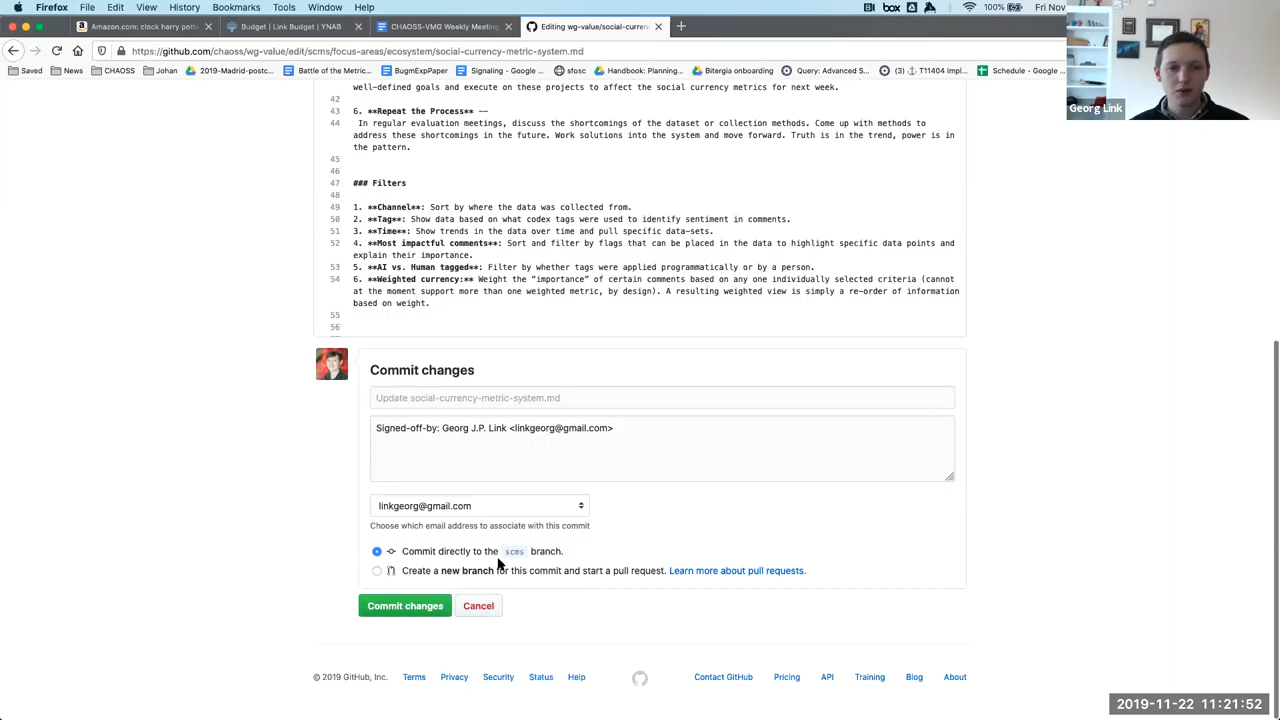 Firefox File Edit View History Bookmarks Tools Window Help
box 100% Fri Nov
Amazon.com: clock harry pott
Budget | Link Budget | YNAB
CHAOSS-VMG Weekly Meeting
Editing wg-value/social-curren
https://github.com/chaoss/wg-value/edit/scms/focus-areas/ecosystem/social-currency-metric-system.md
Saved News CHAOSS Johan 2019-Madrid-postc... Battle of the Metric... BugmExpPaper Signaling - Google ... sfosc Handbook: Planning... Bitergia onboarding Query: Advanced S... (3) T11404 Impl... Schedule - Google ...
well-defined goals and execute on these projects to affect the social currency metrics for next week.
42
43 6. **Repeat the Process** —
44 In regular evaluation meetings, discuss the shortcomings of the dataset or collection methods. Come up with methods to
address these shortcomings in the future. Work solutions into the system and move forward. Truth is in the trend, power is in
the pattern.
45
46
47 ### Filters
48
49 1. **Channel**: Sort by where the data was collected from.
50 2. **Tag**: Show data based on what codex tags were used to identify sentiment in comments.
51 3. **Time**: Show trends in the data over time and pull specific data-sets.
52 4. **Most impactful comments**: Sort and filter by flags that can be placed in the data to highlight specific data points and
explain their importance.
53 5. **AI vs. Human tagged**: Filter by whether tags were applied programmatically or by a person.
54 6. **Weighted currency:** Weight the “importance” of certain comments based on any one individually selected criteria (cannot
at the moment support more than one weighted metric, by design). A resulting weighted view is simply a re-order of information
based on weight.
55
56
Georg Link
Commit changes
Update social-currency-metric-system.md
Signed-off-by: Georg J.P. Link <linkgeorg@gmail.com>
linkgeorg@gmail.com
Choose which email address to associate with this commit
Commit directly to the scms branch.
Create a new branch for this commit and start a pull request. Learn more about pull requests.
Commit changes Cancel
© 2019 GitHub, Inc. Terms Privacy Security Status Help Contact GitHub Pricing API Training Blog About
2019-11-22 11:21:52